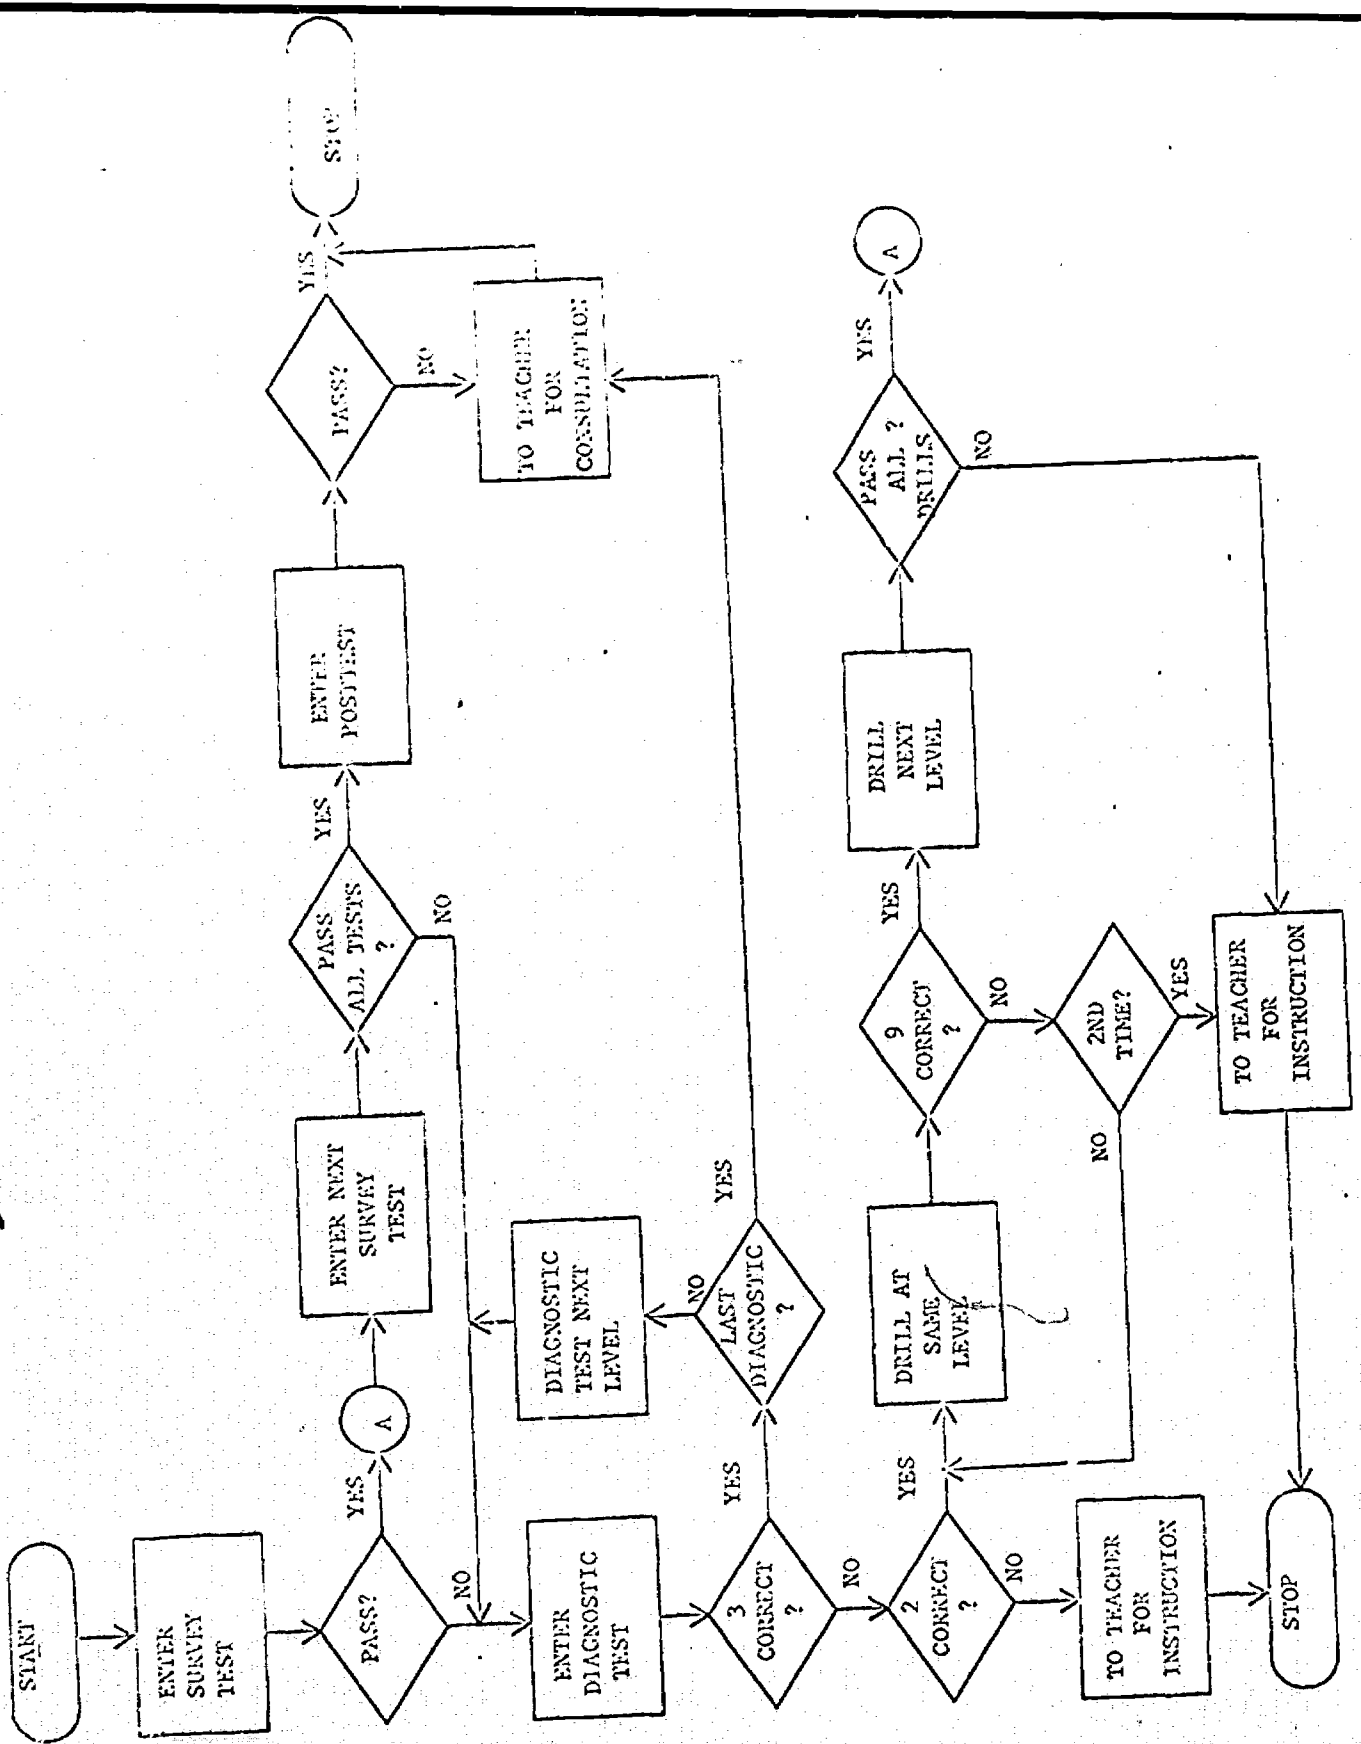 START
ENTER
SURVEY
TEST
PASS?
YES
NO
A
ENTER NEXT
SURVEY
TEST
PASS
ALL TESTS
?
YES
NO
ENTER
POSTTEST
PASS?
YES
NO
STOP
TO TEACHER
FOR
CONSULTATION
ENTER
DIAGNOSTIC
TEST
3
CORRECT
?
YES
NO
LAST
DIAGNOSTIC
?
YES
NO
DIAGNOSTIC
TEST NEXT
LEVEL
2
CORRECT
?
YES
NO
DRILL AT
SAME
LEVEL
9
CORRECT
?
YES
NO
DRILL
NEXT
LEVEL
PASS
ALL ?
DRILLS
YES
NO
A
2ND
TIME?
YES
NO
TO TEACHER
FOR
INSTRUCTION
TO TEACHER
FOR
INSTRUCTION
STOP